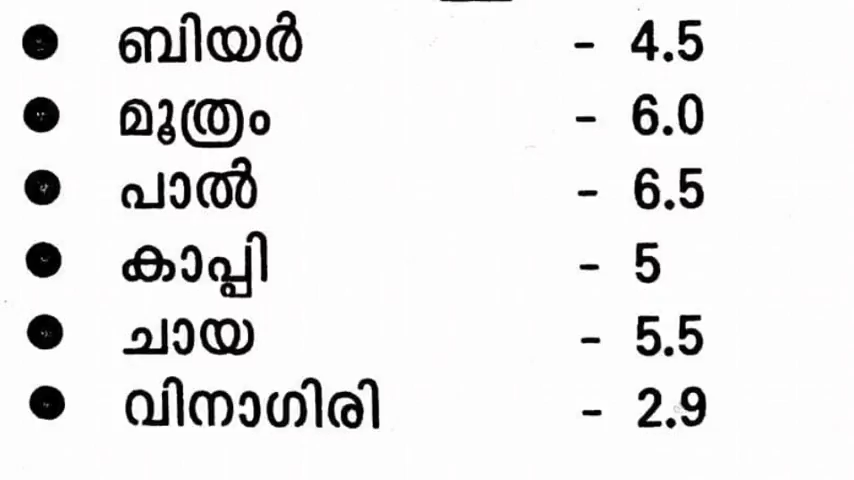 ● ബിയർ - 4.5
● മൂത്രം - 6.0
● പാൽ - 6.5
● കാപ്പി - 5
● ചായ - 5.5
● വിനാഗിരി - 2.9